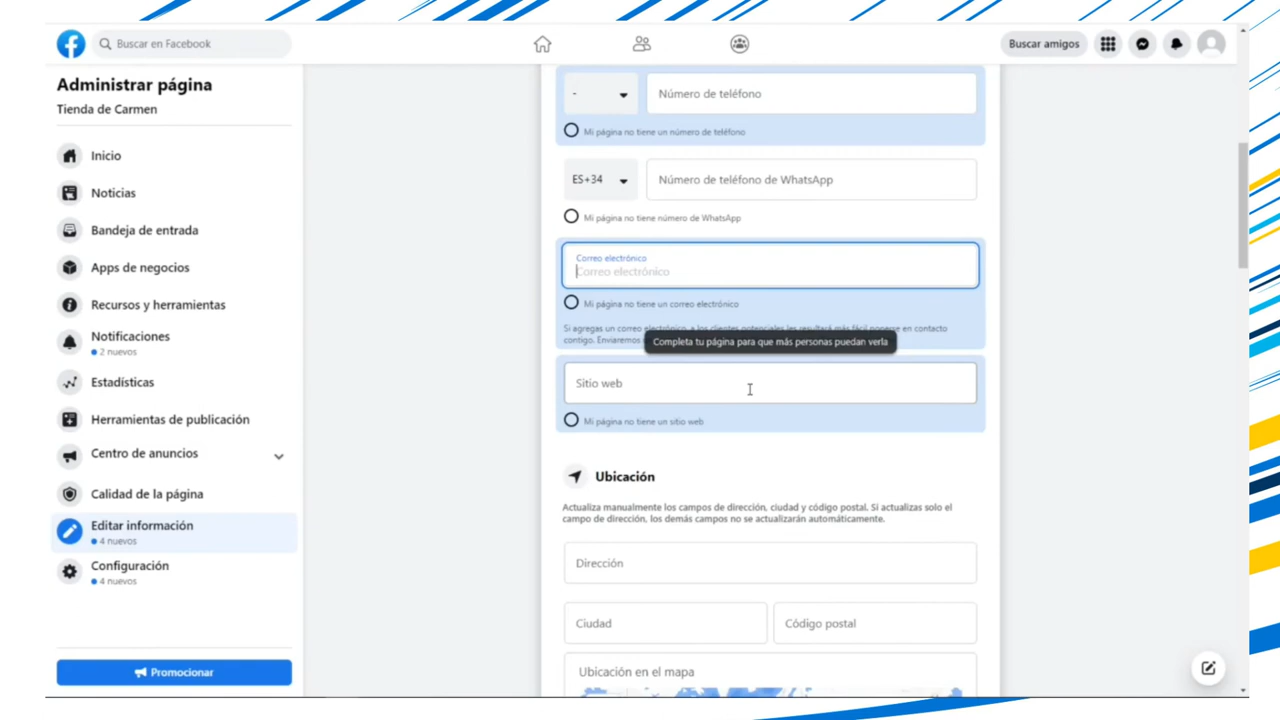 Buscar en Facebook
Buscar amigos
Administrar página
Tienda de Carmen
Inicio
Noticias
Bandeja de entrada
Apps de negocios
Recursos y herramientas
Notificaciones
2 nuevos
Estadísticas
Herramientas de publicación
Centro de anuncios
Calidad de la página
Editar información
4 nuevos
Configuración
4 nuevos
Promocionar
-
Número de teléfono
Mi página no tiene un número de teléfono
ES+34
Número de teléfono de WhatsApp
Mi página no tiene número de WhatsApp
Correo electrónico
Correo electrónico
Mi página no tiene un correo electrónico
Si agregas un correo electrónico, a los clientes potenciales les resultará más fácil ponerse en contacto
contigo. Enviaremos
Completa tu página para que más personas puedan verla
Sitio web
Mi página no tiene un sitio web
Ubicación
Actualiza manualmente los campos de dirección, ciudad y código postal. Si actualizas solo el
campo de dirección, los demás campos no se actualizarán automáticamente.
Dirección
Ciudad
Código postal
Ubicación en el mapa